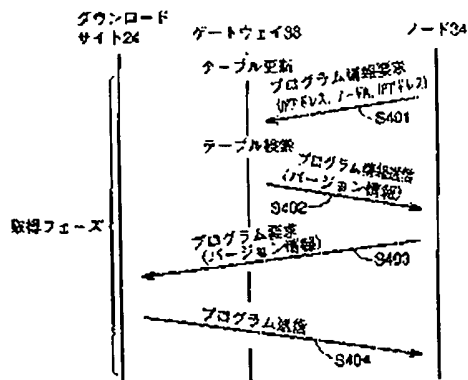 ダウンロード
サイト24
ゲートウェイ33
ノード34
テーブル更新
プログラム情報要求
S401
テーブル検索
プログラム情報送信
(バージョン情報)
S402
取得フェーズ
プログラム要求
(バージョン情報)
S403
プログラム送信
S404